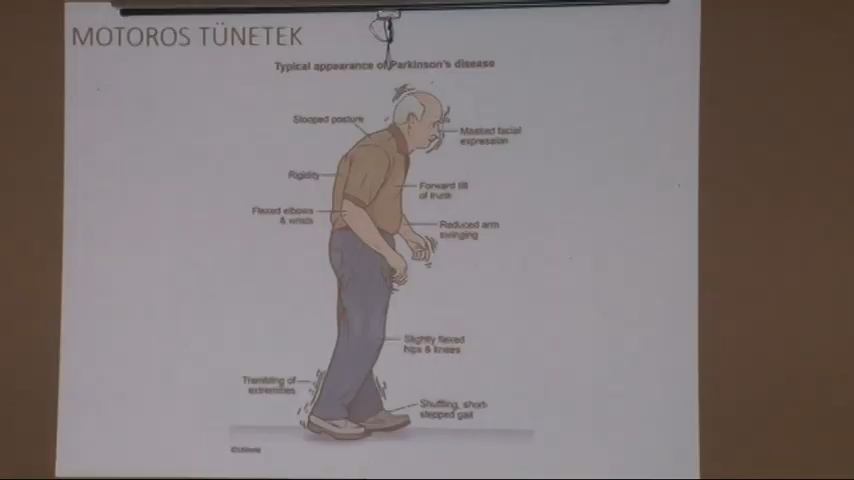 MOTOROS TÜNETEK
Typical appearance of Parkinson's disease
Stooped posture
Masked facial
expression
Rigidity
Forward tilt
of trunk
Flexed elbows
& wrists
Reduced arm
swinging
Slightly flexed
hips & knees
Trembling of
extremities
Shuffling, short-
stepped gait